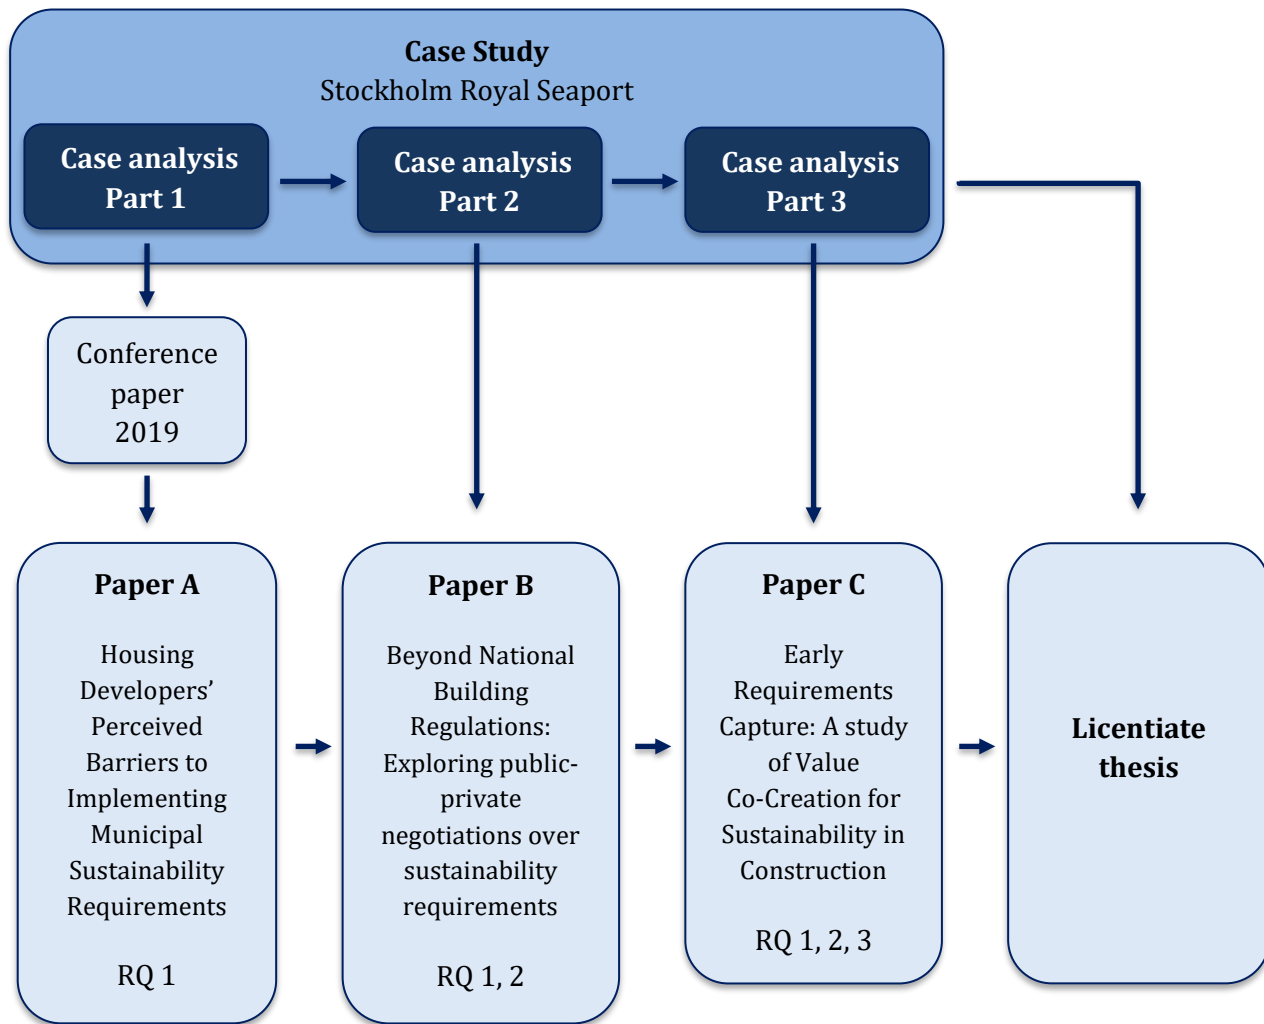 Case Study
Stockholm Royal Seaport
Case analysis
Part 1
Case analysis
Part 2
Case analysis
Part 3
Conference
paper
2019
Paper A
Housing
Developers’
Perceived
Barriers to
Implementing
Municipal
Sustainability
Requirements
RQ 1
Paper B
Beyond National
Building
Regulations:
Exploring public-
private
negotiations over
sustainability
requirements
RQ 1, 2
Paper C
Early
Requirements
Capture: A study
of Value
Co-Creation for
Sustainability in
Construction
RQ 1, 2, 3
Licentiate
thesis